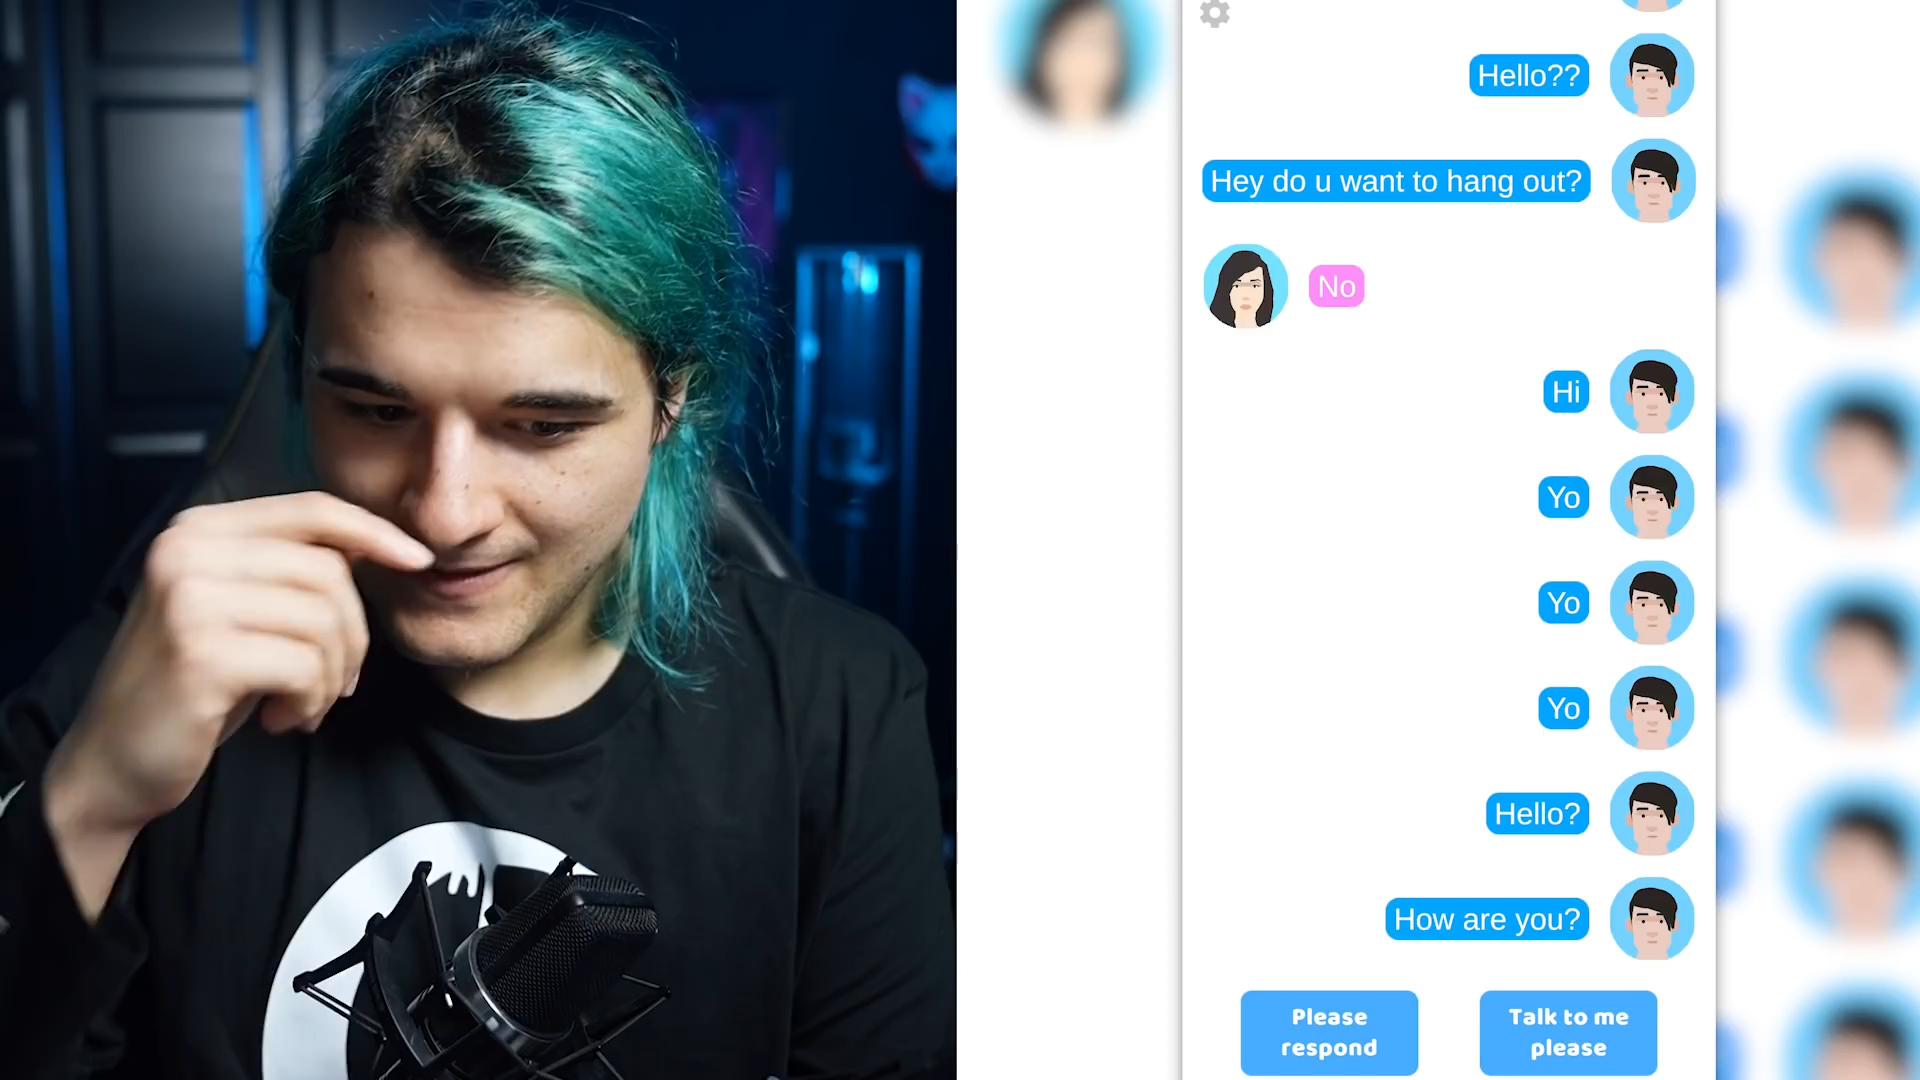 Hello??
Hey do u want to hang out?
No
Hi
Yo
Yo
Yo
Hello?
How are you?
Please
respond
Talk to me
please